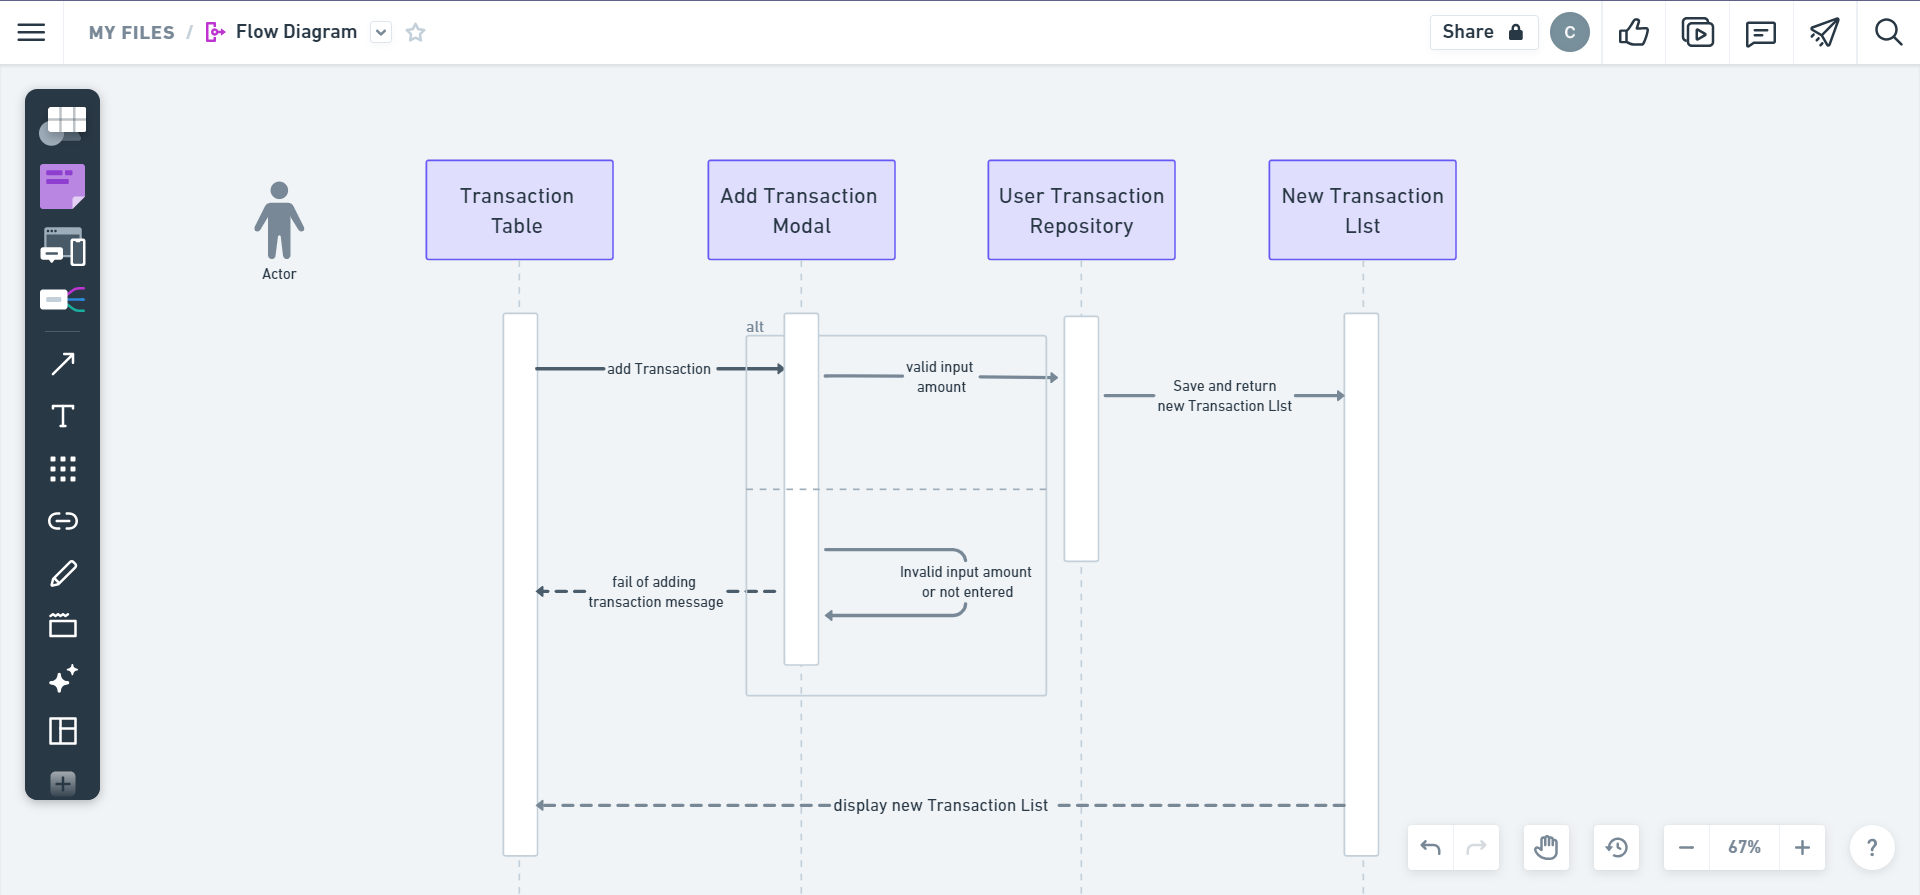 MY FILES / Flow Diagram
Share
C
Transaction
Table
Add Transaction
Modal
User Transaction
Repository
New Transaction
LIst
Actor
alt
add Transaction
valid input
amount
Save and return
new Transaction LIst
Invalid input amount
or not entered
fail of adding
transaction message
display new Transaction List
67%
?